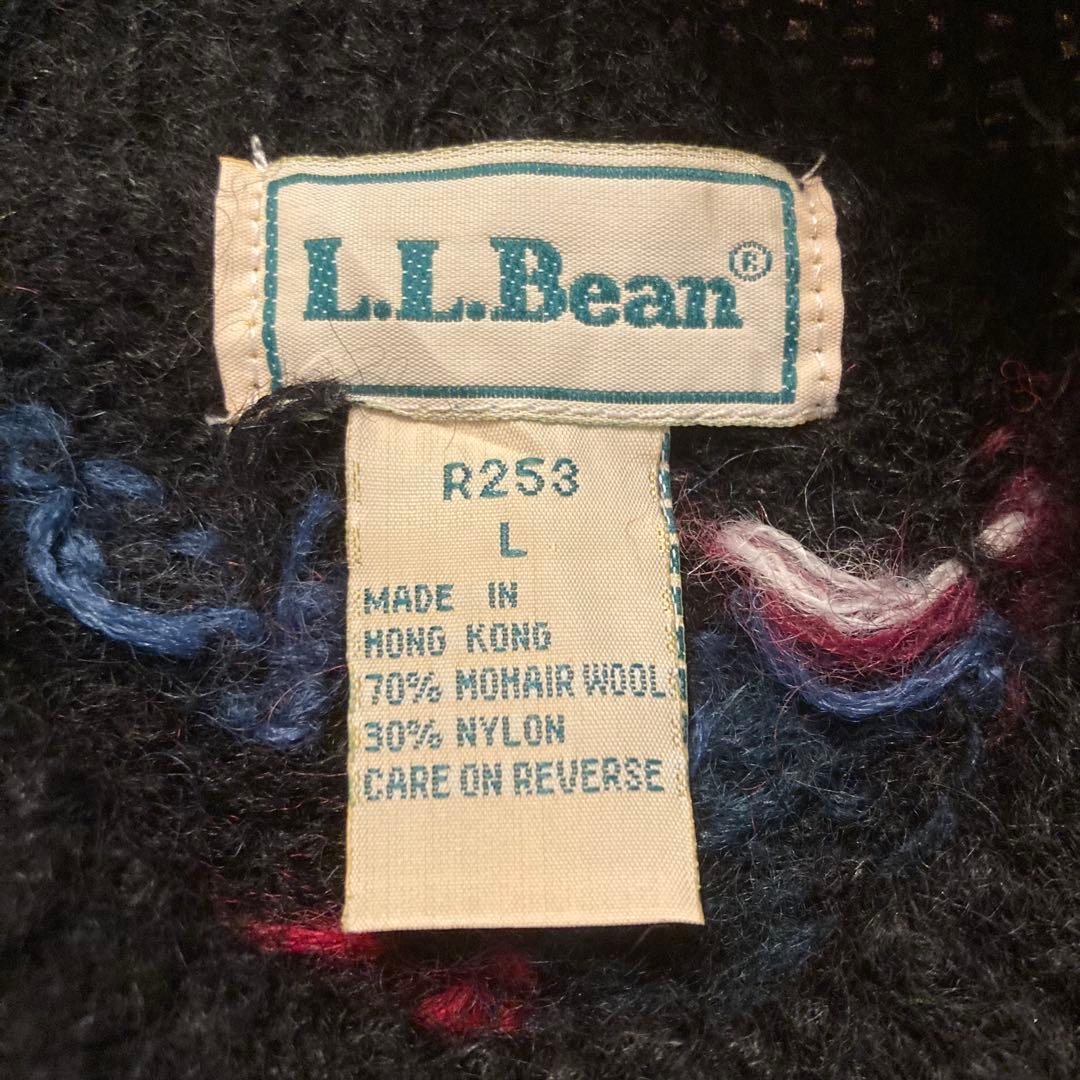 L.L.Bean®
R253
L
MADE IN
HONG KONG
70% MOHAIR WOOL
30% NYLON
CARE ON REVERSE